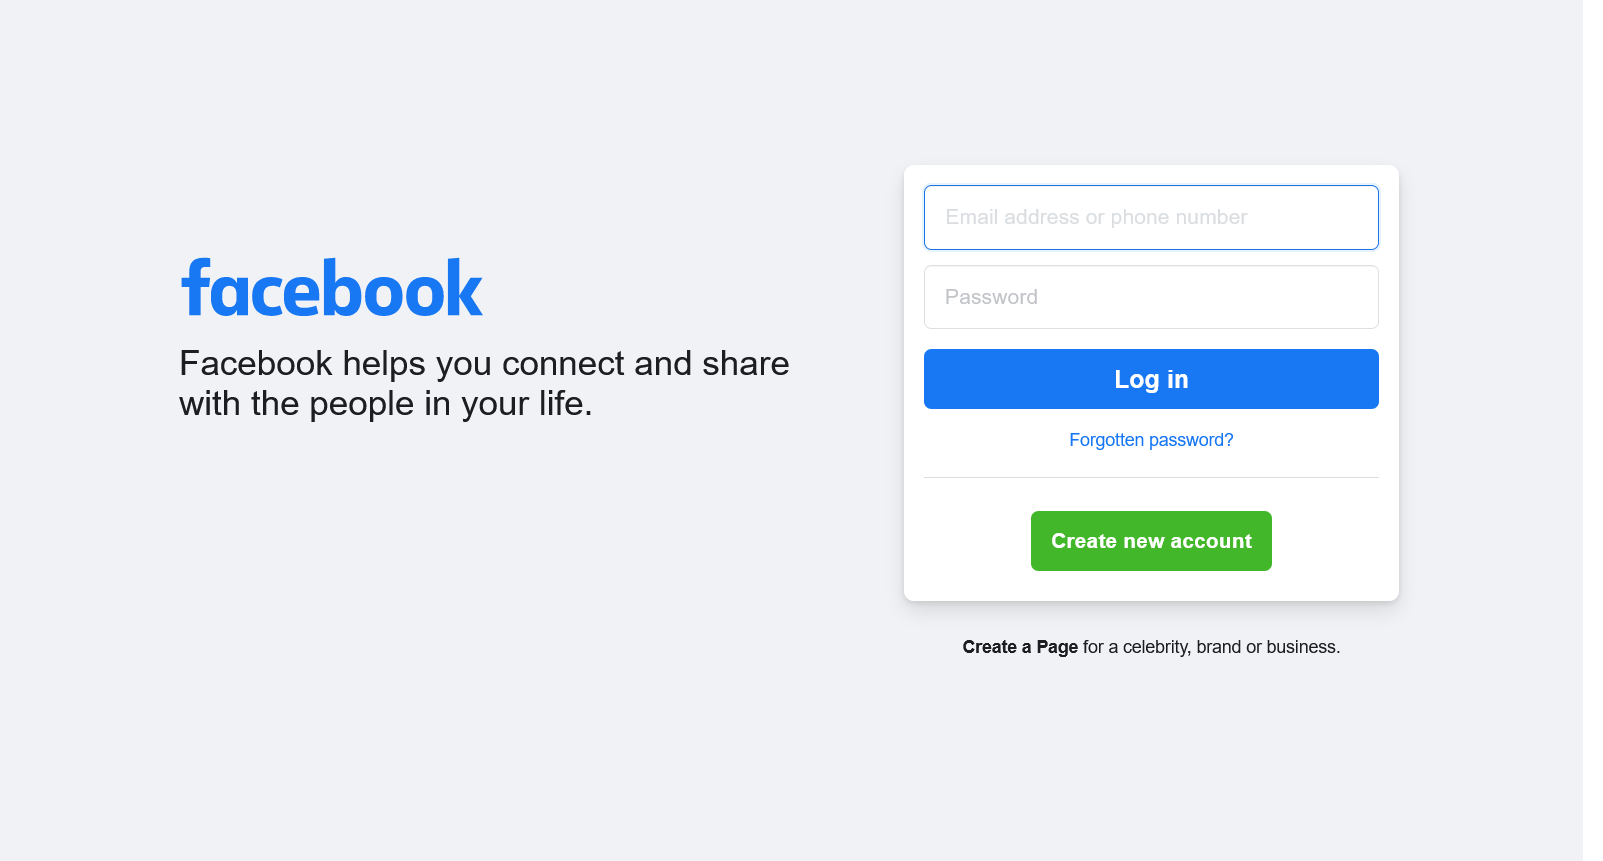 facebook
Facebook helps you connect and share
with the people in your life.
Email address or phone number
Password
Log in
Forgotten password?
Create new account
Create a Page for a celebrity, brand or business.